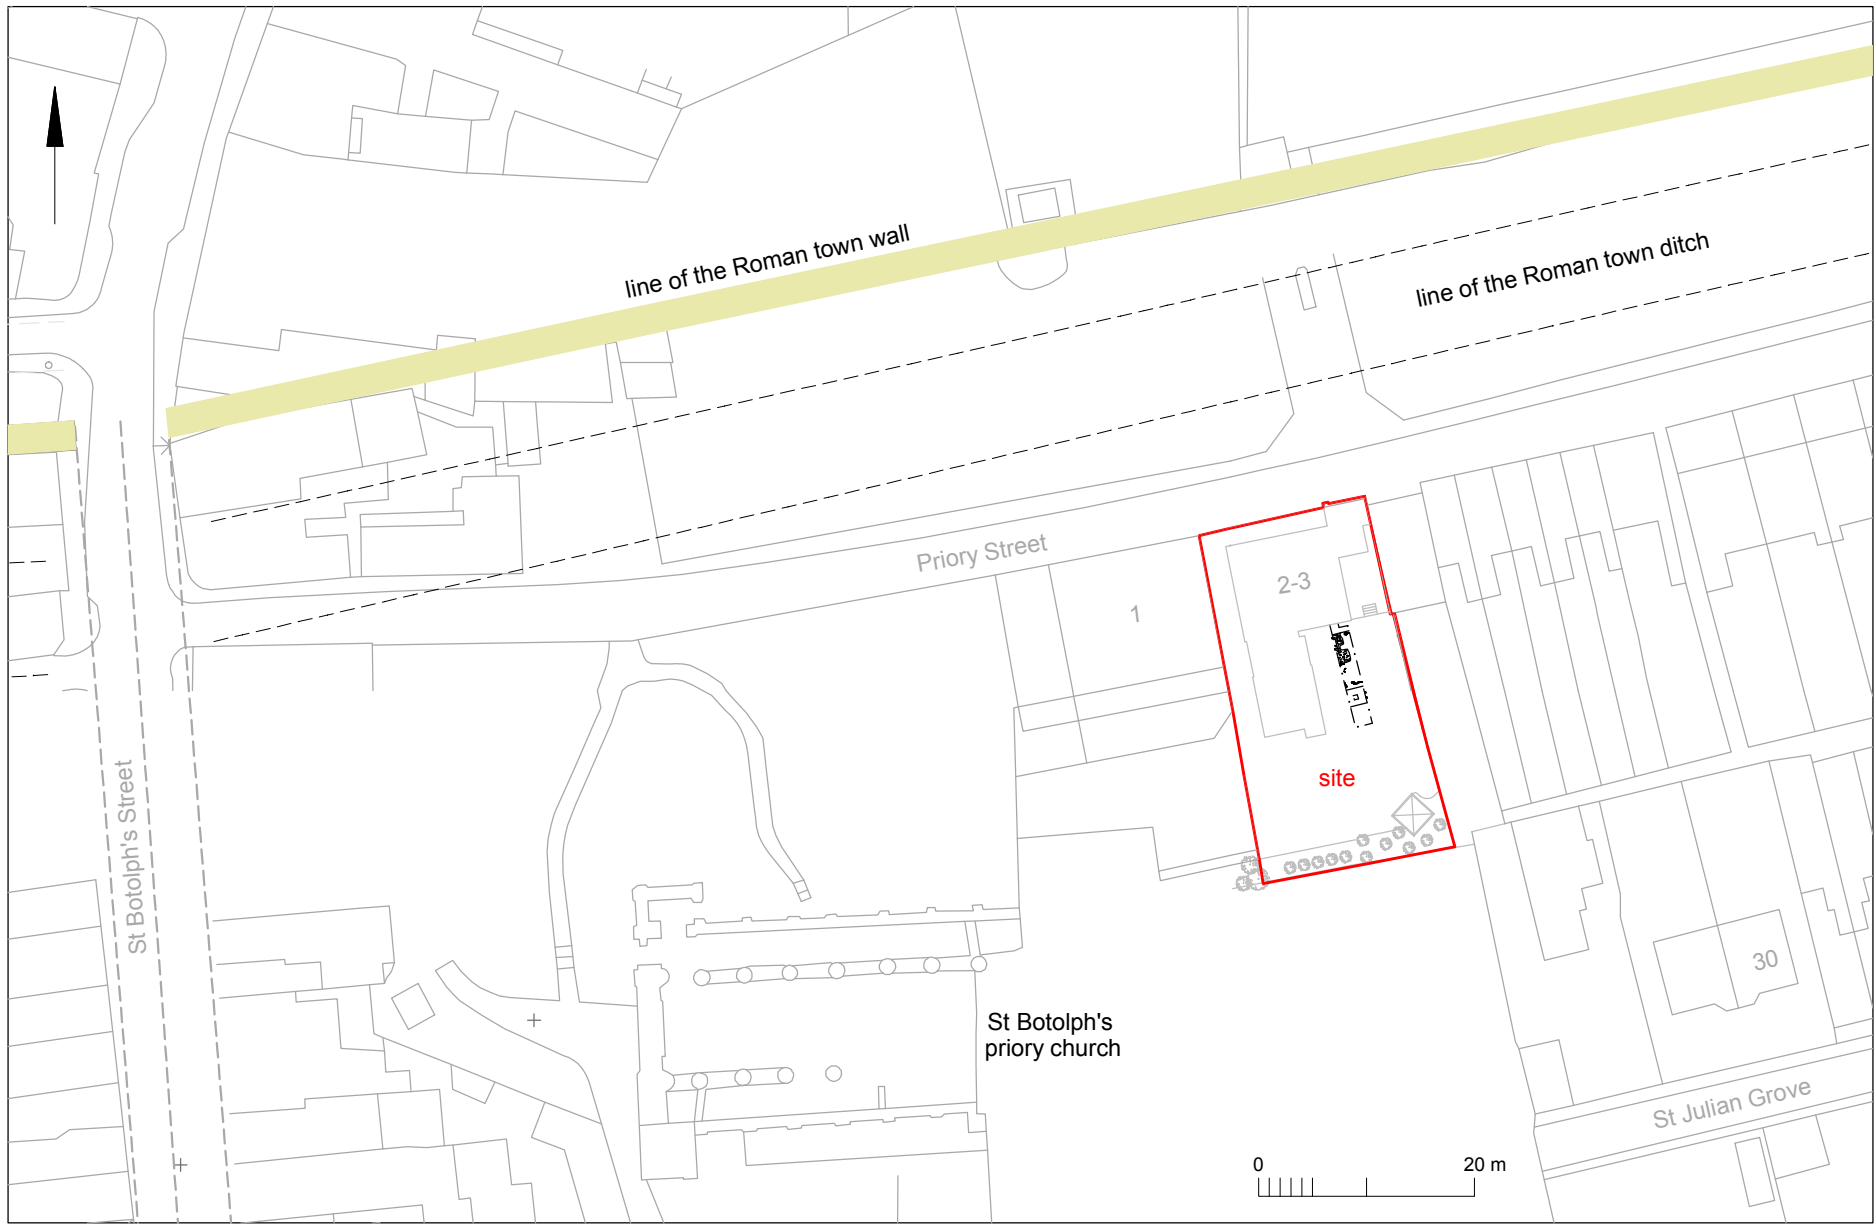 line of the Roman town wall
line of the Roman town ditch
Priory Street
2-3
1
site
St Botolph's Street
30
St Botolph's
priory church
St Julian Grove
0 20 m